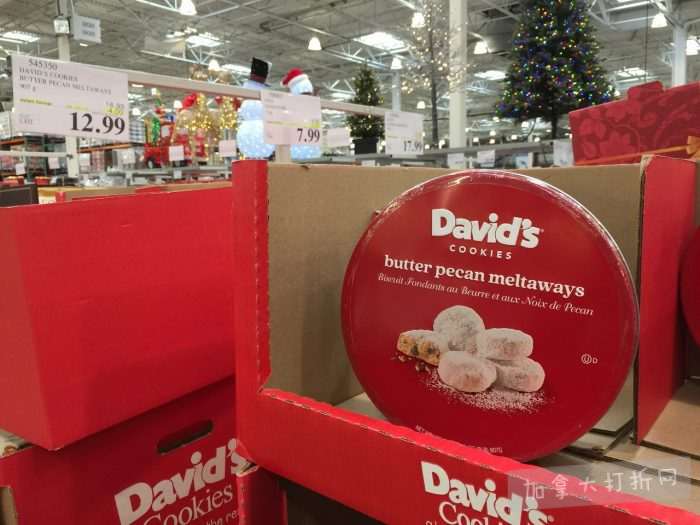 545350
DAVID'S COOKIES
BUTTER PECAN MELTAWAYS
907 g
12.99
7.99
17.99
David's
COOKIES
butter pecan meltaways
Biscuit Fondants au Beurre et aux Noix de Pecan
David's
Cookies
David's
加拿大打折网